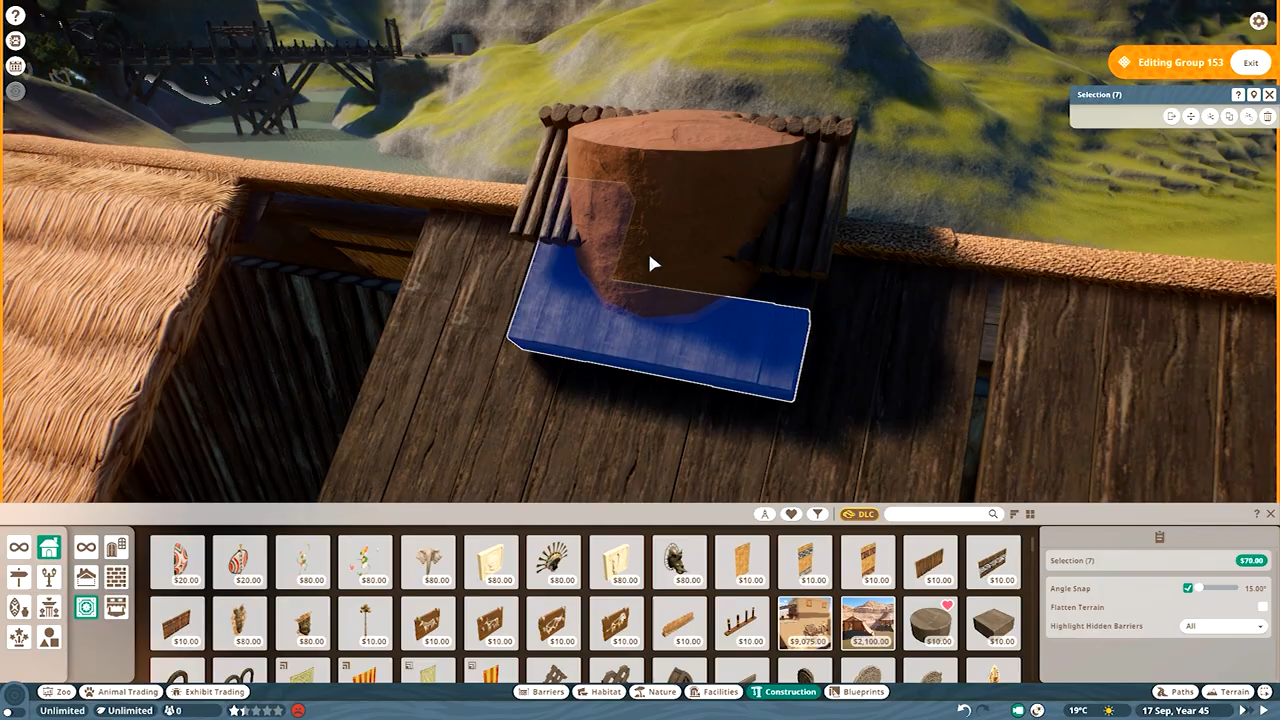 ?
Editing Group 153 Exit
Selection (7) ?
DLC ?
$20.00 $20.00 $80.00 $80.00 $80.00 $80.00 $80.00 $80.00 $80.00 $10.00 $10.00 $10.00 $10.00 $10.00
$10.00 $80.00 $80.00 $10.00 $10.00 $10.00 $10.00 $10.00 $10.00 $10.00 $9,075.00 $2,100.00 $10.00 $10.00
Selection (7) $70.00
Angle Snap 15.00°
Flatten Terrain
Highlight Hidden Barriers All
Zoo Animal Trading Exhibit Trading Barriers Habitat Nature Facilities Construction Blueprints Paths Terrain
Unlimited Unlimited 0 19°C 17 Sep, Year 45